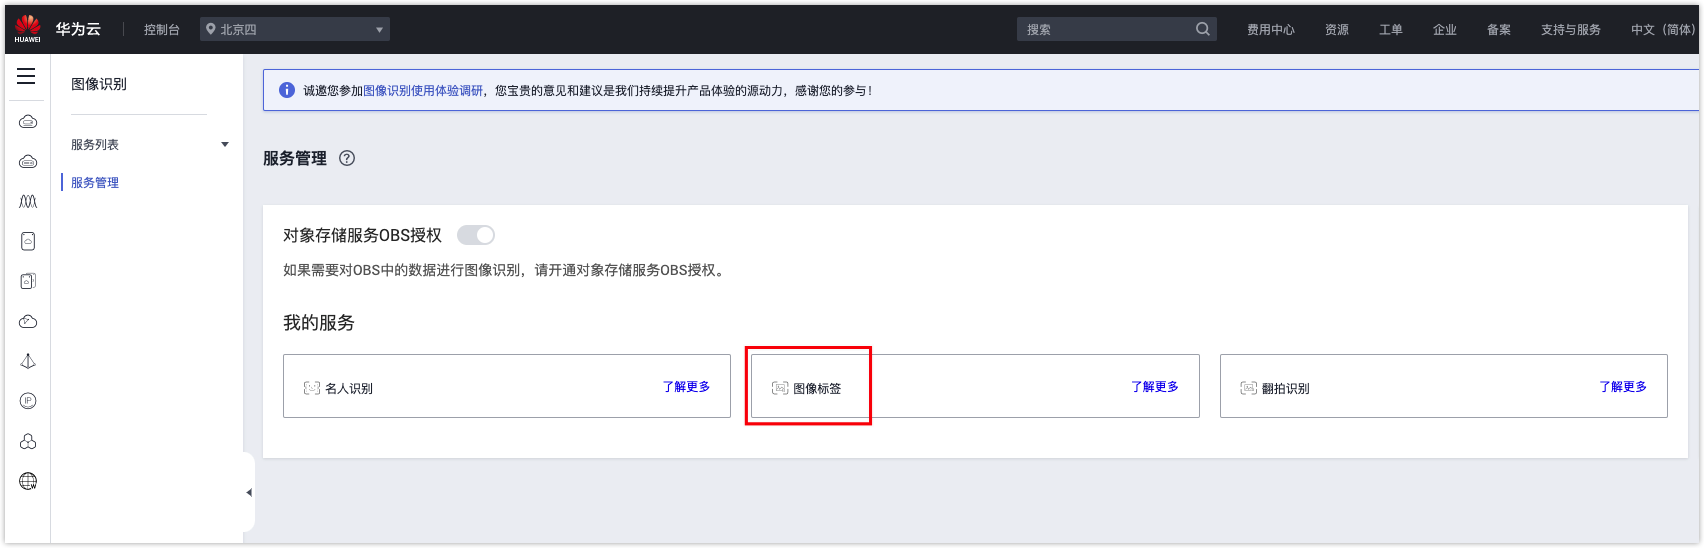 HUAWEI
华为云 控制台 北京四 搜索 费用中心 资源 工单 企业 备案 支持与服务 中文（简体）
图像识别
服务列表
服务管理
诚邀您参加图像识别使用体验调研，您宝贵的意见和建议是我们持续提升产品体验的源动力，感谢您的参与！
服务管理 ?
对象存储服务OBS授权
如果需要对OBS中的数据进行图像识别，请开通对象存储服务OBS授权。
我的服务
名人识别 了解更多
图像标签 了解更多
翻拍识别 了解更多
IP
W